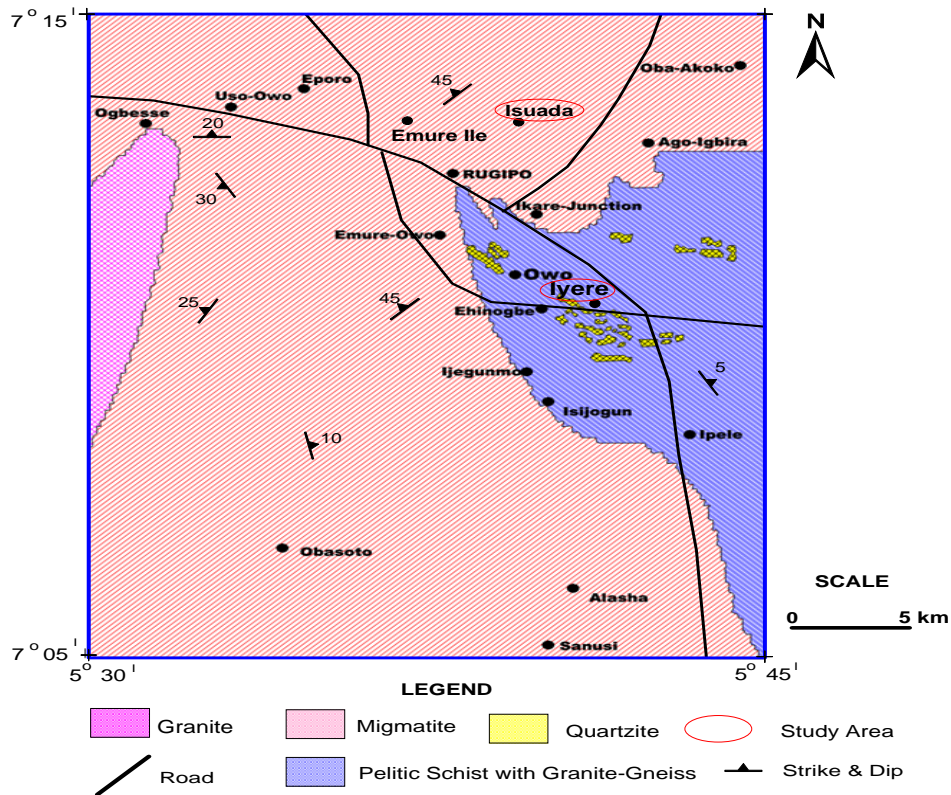 7° 15'
N
45
Oba-Akoko
Eporo
Uso-Owo
Isuada
Ogbesse
20
Emure Ile
Ago-Igbira
RUGIPO
30
Ikare-Junction
Emure-Owo
Owo
Iyere
25
45
Ehinogbe
Ijegunmo
5
Isijogun
Ipele
10
Obasoto
SCALE
Alasha
0 5 km
Sanusi
7° 05'
5° 30' 5° 45'
LEGEND
Granite Migmatite Quartzite Study Area
Road Pelitic Schist with Granite-Gneiss Strike & Dip